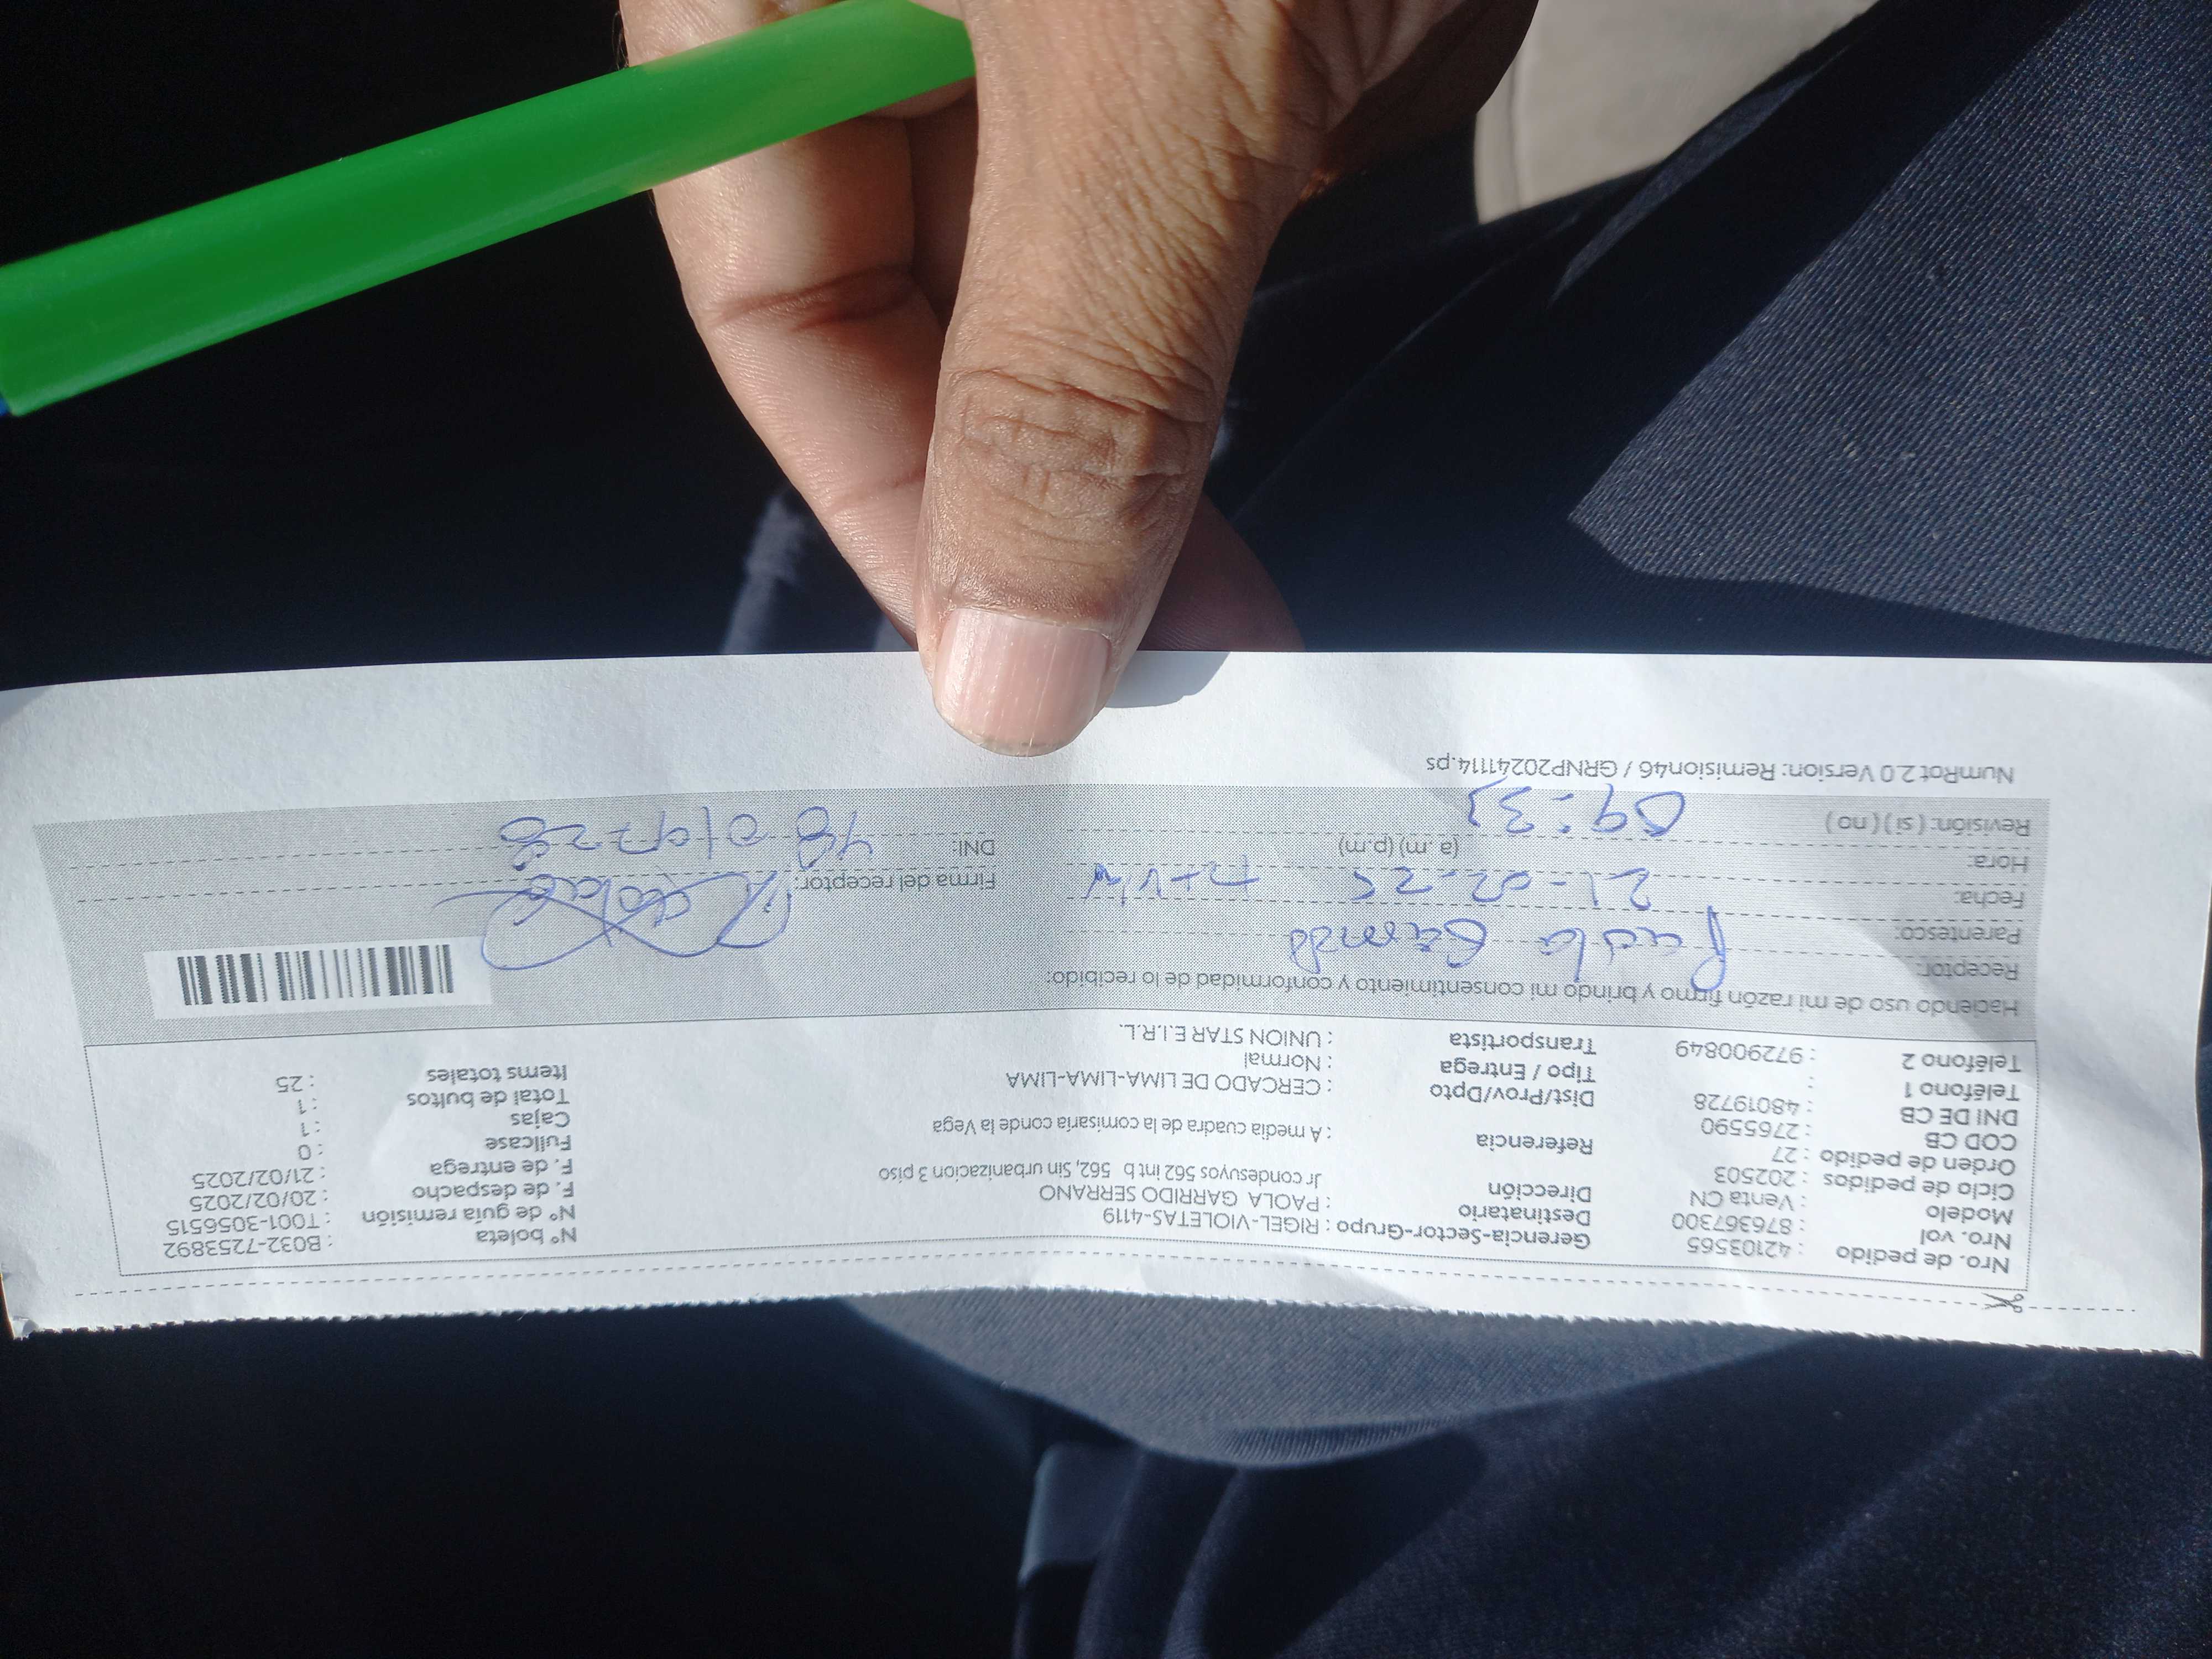 Nro. de pedido : 42103565
Nro. vol : 876367300
Modelo : Venta CN
Ciclo de pedidos : 202503
Orden de pedido : 27
COD CB : 2765590
DNI DE CB : 48019728
Teléfono 1 :
Teléfono 2 : 972900849
Gerencia-Sector-Grupo : RIGEL-VIOLETAS-4119
Destinatario : PAOLA GARRIDO SERRANO
Dirección Jr condesuyos 562 int b 562, Sin urbanizacion 3 piso
Referencia : A media cuadra de la comisaria conde la Vega
Dist/Prov/Dpto : CERCADO DE LIMA-LIMA-LIMA
Tipo / Entrega : Normal
Transportista : UNION STAR E.I.R.L.
N° boleta : B032-7253892
N° de guía remisión : T001-3056515
F. de despacho : 20/02/2025
F. de entrega : 21/02/2025
Fullcase : 0
Cajas : 1
Total de bultos : 1
Items totales : 25
Haciendo uso de mi razón firmo y brindo mi consentimiento y conformidad de lo recibido:
Receptor:
Parentesco: Paola
Fecha: 21-02-25
Hora: (a.m) (p.m)
Revisión: ( si ) ( no ) 09:3
Firma del receptor: Paola
DNI: 48019728
NumRot 2.0 Version: Remision46 / GRNP20241114.ps